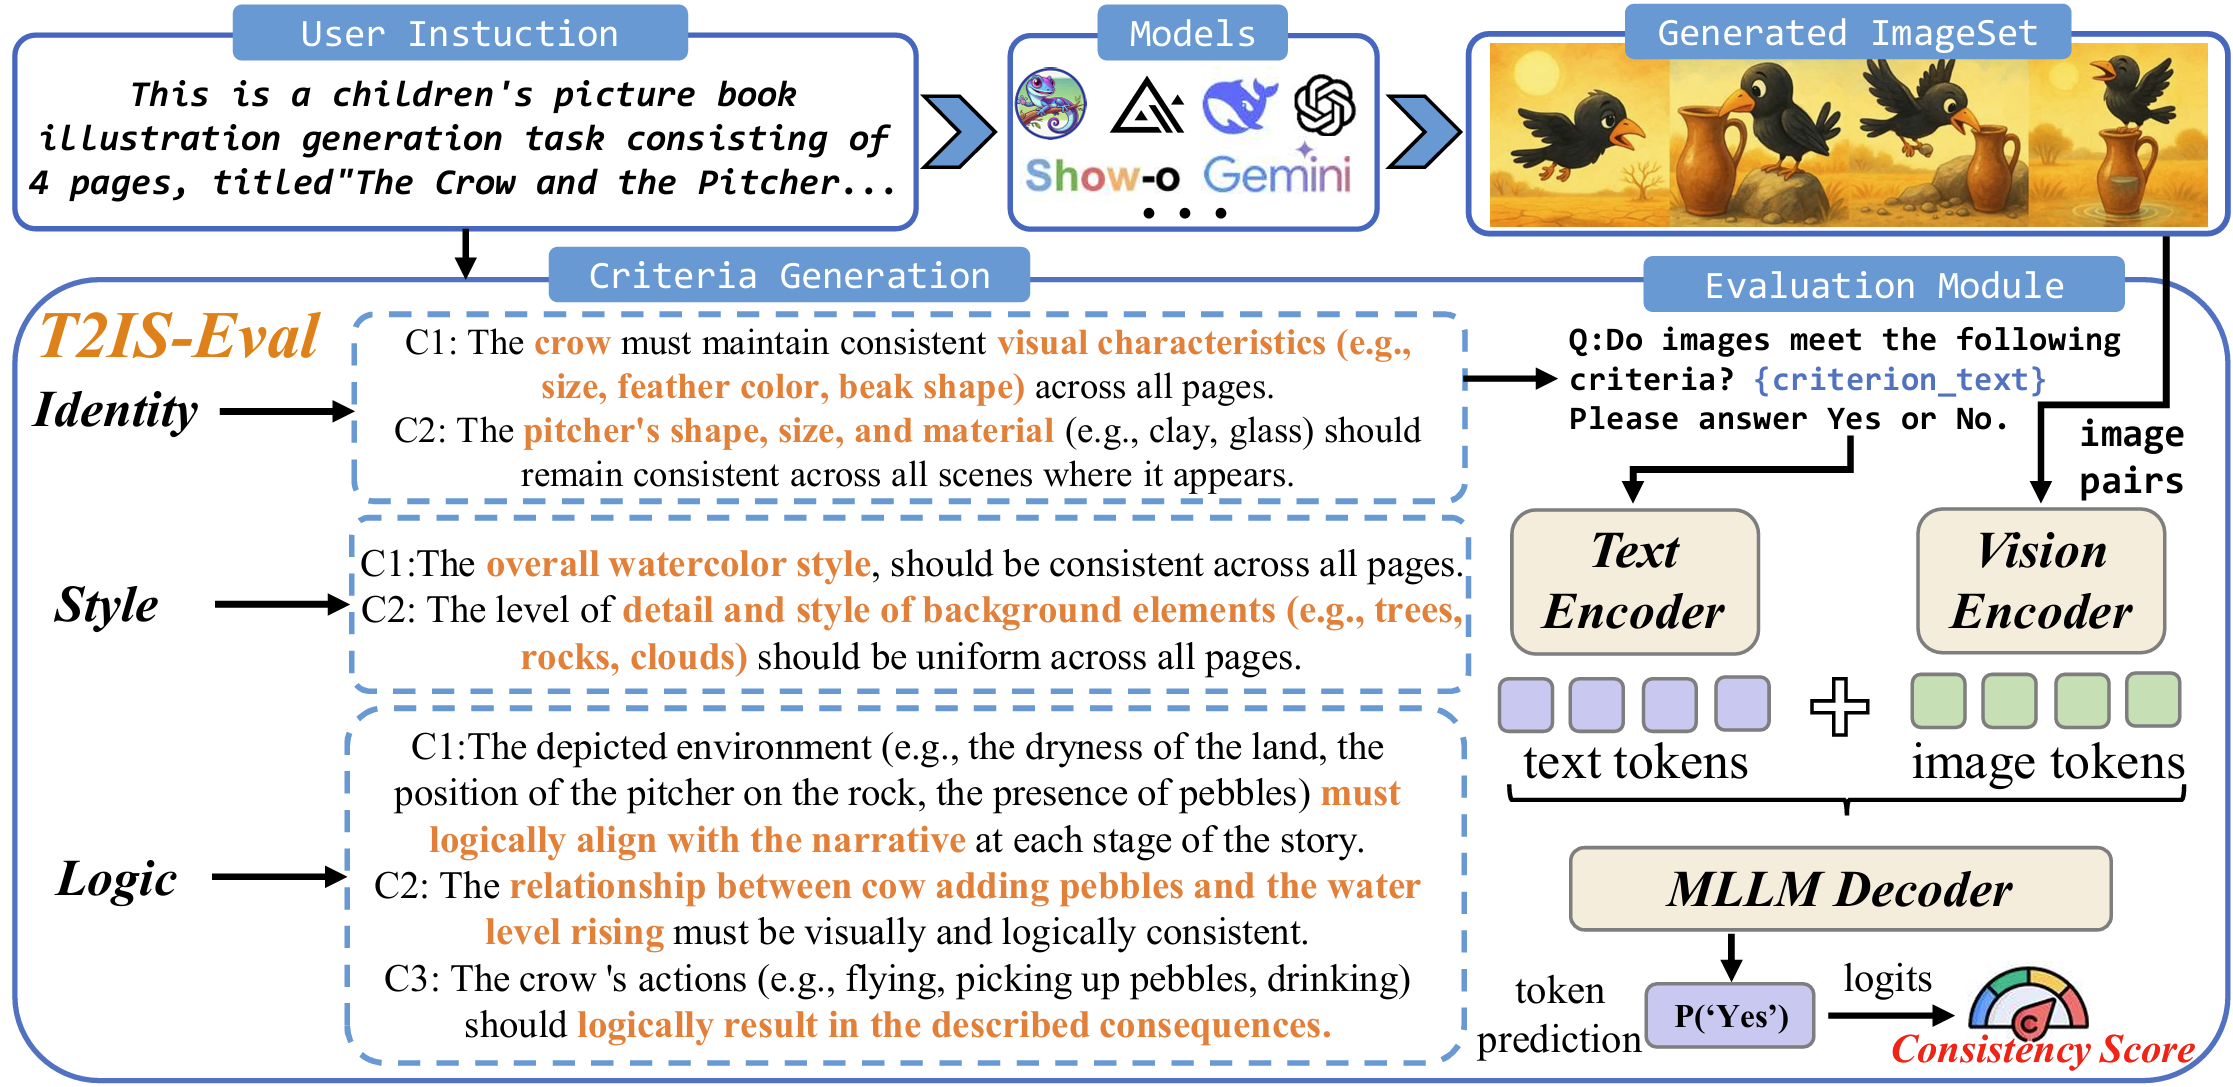 User Instuction
This is a children's picture book
illustration generation task consisting of
4 pages, titled"The Crow and the Pitcher...
Models
Show-o Gemini
• • •
Generated ImageSet
Criteria Generation
T2IS-Eval
Identity
C1: The crow must maintain consistent visual characteristics (e.g.,
size, feather color, beak shape) across all pages.
C2: The pitcher's shape, size, and material (e.g., clay, glass) should
remain consistent across all scenes where it appears.
Style
C1:The overall watercolor style, should be consistent across all pages.
C2: The level of detail and style of background elements (e.g., trees,
rocks, clouds) should be uniform across all pages.
Logic
C1:The depicted environment (e.g., the dryness of the land, the
position of the pitcher on the rock, the presence of pebbles) must
logically align with the narrative at each stage of the story.
C2: The relationship between cow adding pebbles and the water
level rising must be visually and logically consistent.
C3: The crow 's actions (e.g., flying, picking up pebbles, drinking)
should logically result in the described consequences.
Evaluation Module
Q:Do images meet the following
criteria? {criterion_text}
Please answer Yes or No.
image
pairs
Text
Encoder
Vision
Encoder
text tokens
image tokens
MLLM Decoder
token
prediction
P(‘Yes’)
logits
C
Consistency Score